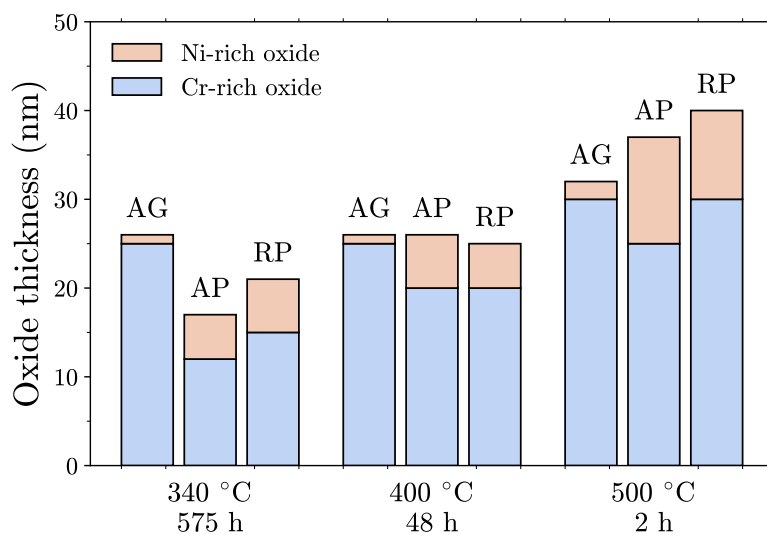 50
40
30
20
10
0
Oxide thickness (nm)
Ni-rich oxide
Cr-rich oxide
AG
AP
RP
AG
AP
RP
AG
AP
RP
340 °C
575 h
400 °C
48 h
500 °C
2 h